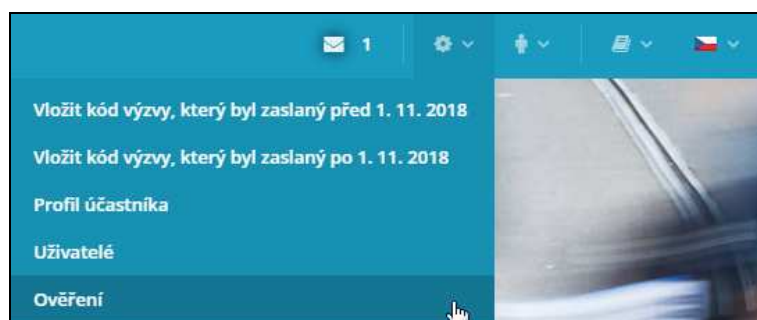 1
Vložit kód výzvy, který byl zaslaný před 1. 11. 2018
Vložit kód výzvy, který byl zaslaný po 1. 11. 2018
Profil účastníka
Uživatelé
Ověření